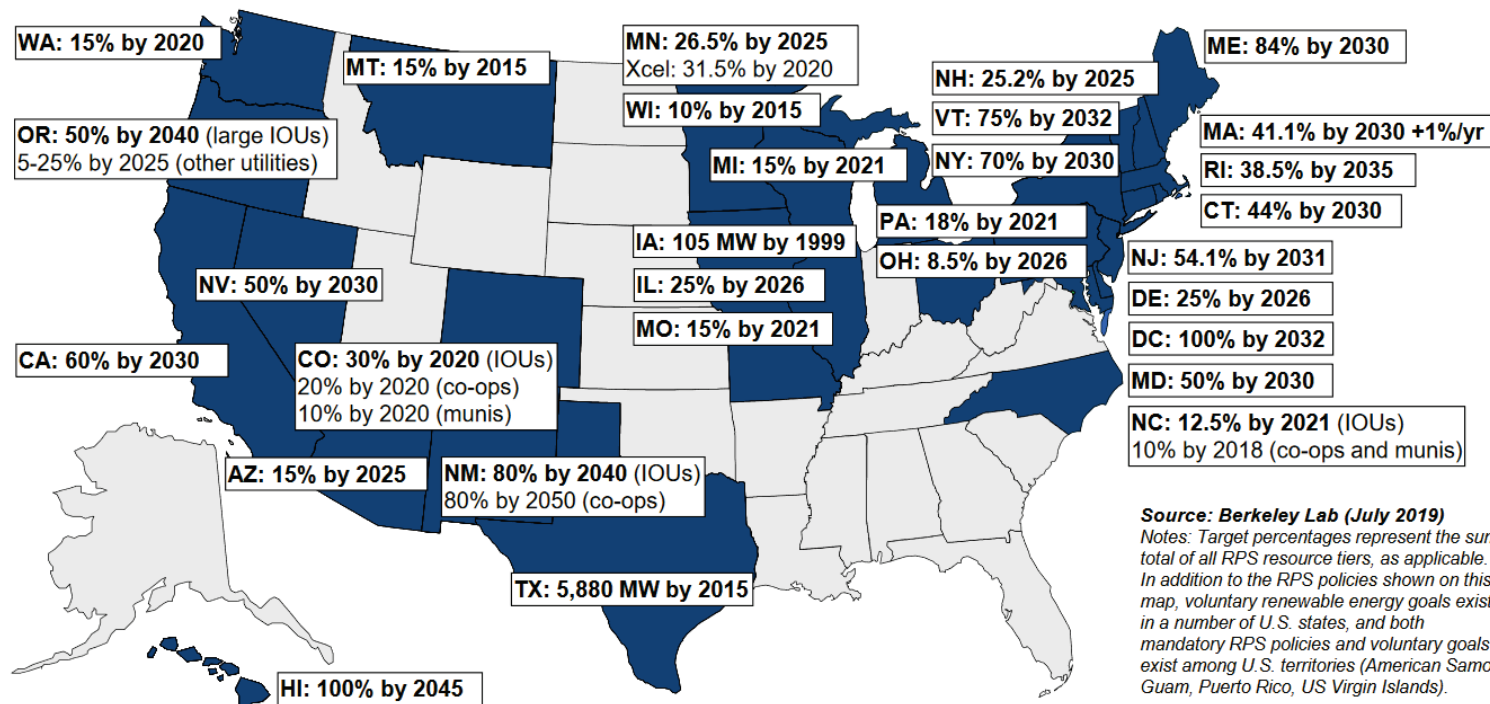 WA: 15% by 2020
MT: 15% by 2015
MN: 26.5% by 2025
Xcel: 31.5% by 2020
ME: 84% by 2030
NH: 25.2% by 2025
WI: 10% by 2015
VT: 75% by 2032
OR: 50% by 2040 (large IOUs)
5-25% by 2025 (other utilities)
MA: 41.1% by 2030 +1%/yr
MI: 15% by 2021
NY: 70% by 2030
RI: 38.5% by 2035
CT: 44% by 2030
PA: 18% by 2021
IA: 105 MW by 1999
OH: 8.5% by 2026
NJ: 54.1% by 2031
NV: 50% by 2030
IL: 25% by 2026
DE: 25% by 2026
MO: 15% by 2021
DC: 100% by 2032
CA: 60% by 2030
CO: 30% by 2020 (IOUs)
20% by 2020 (co-ops)
10% by 2020 (munis)
MD: 50% by 2030
NC: 12.5% by 2021 (IOUs)
10% by 2018 (co-ops and munis)
AZ: 15% by 2025
NM: 80% by 2040 (IOUs)
80% by 2050 (co-ops)
TX: 5,880 MW by 2015
HI: 100% by 2045
Source: Berkeley Lab (July 2019)
Notes: Target percentages represent the sum
total of all RPS resource tiers, as applicable.
In addition to the RPS policies shown on this
map, voluntary renewable energy goals exist
in a number of U.S. states, and both
mandatory RPS policies and voluntary goals
exist among U.S. territories (American Samo
Guam, Puerto Rico, US Virgin Islands).